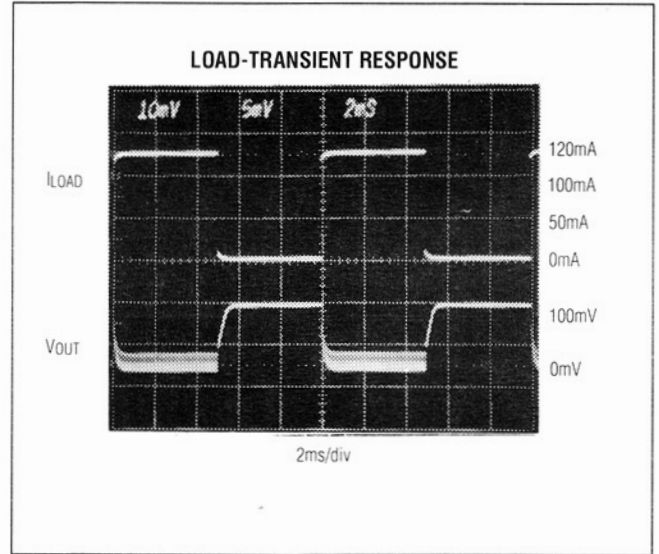 LOAD-TRANSIENT RESPONSE
10mV 5mV 2mS
ILOAD
120mA
100mA
50mA
0mA
VOUT
100mV
0mV
2ms/div